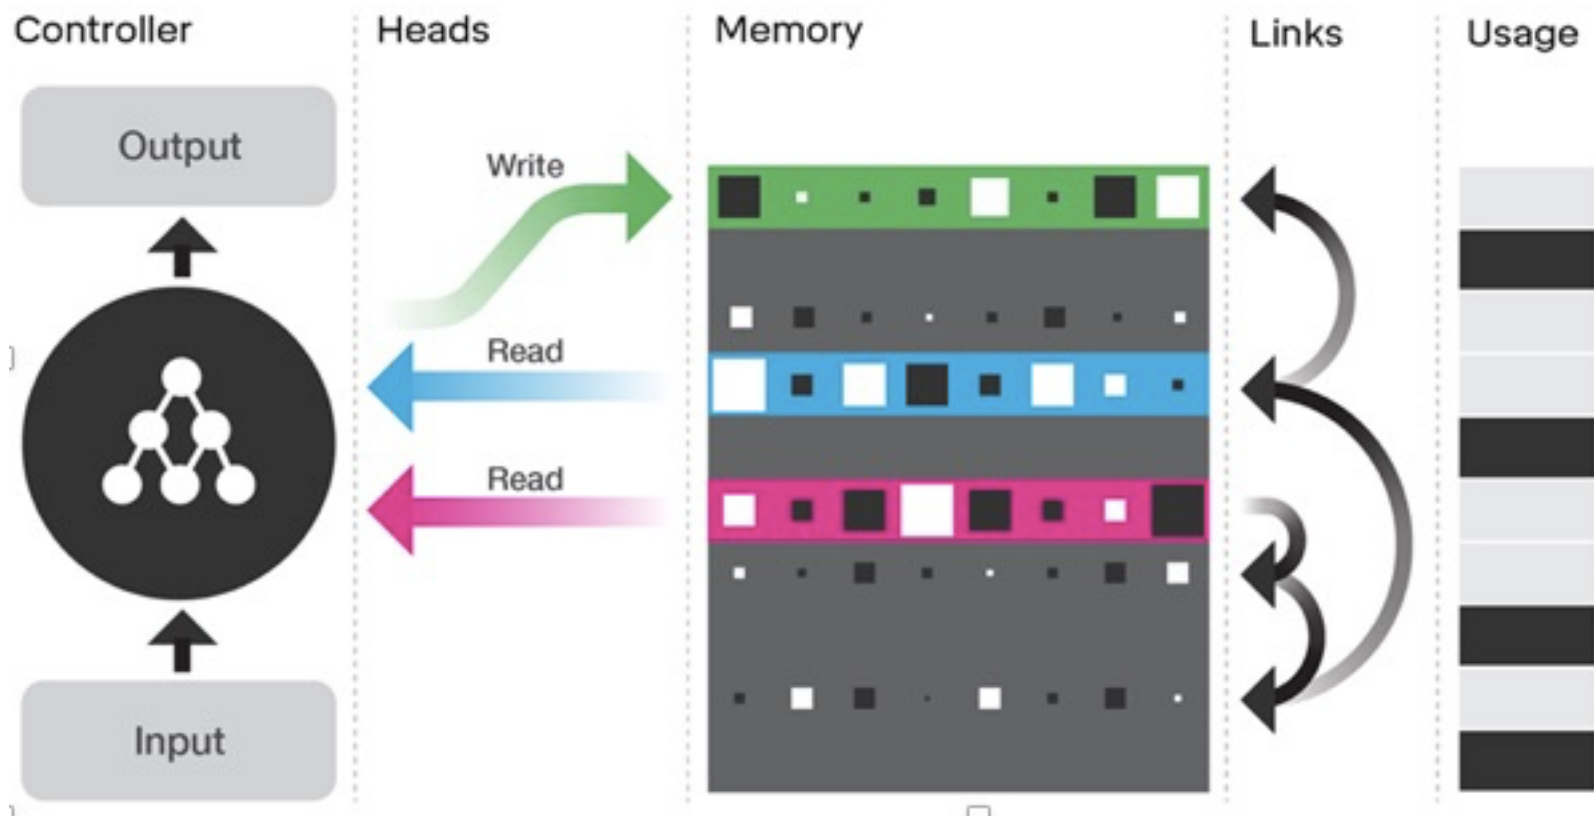 Controller
Heads
Memory
Links
Usage
Output
Write
Read
Read
Input